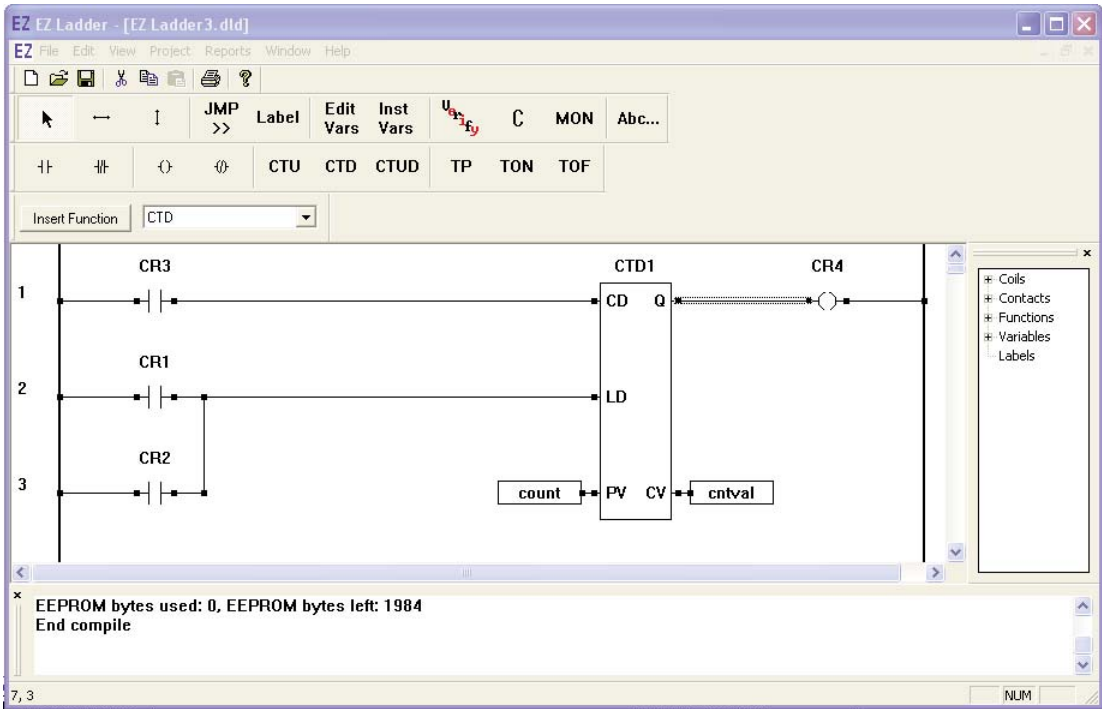 EZ EZ Ladder - [EZ Ladder3.dld]
EZ File Edit View Project Reports Window Help
JMP >> Label Edit Vars Inst Vars Verify C MON Abc...
CTU CTD CTUD TP TON TOF
Insert Function CTD
CR3 CTD1 CR4
1 CD Q
CR1
2 LD
CR2
3 count PV CV cntval
Coils
Contacts
Functions
Variables
Labels
EEPROM bytes used: 0, EEPROM bytes left: 1984
End compile
7, 3 NUM